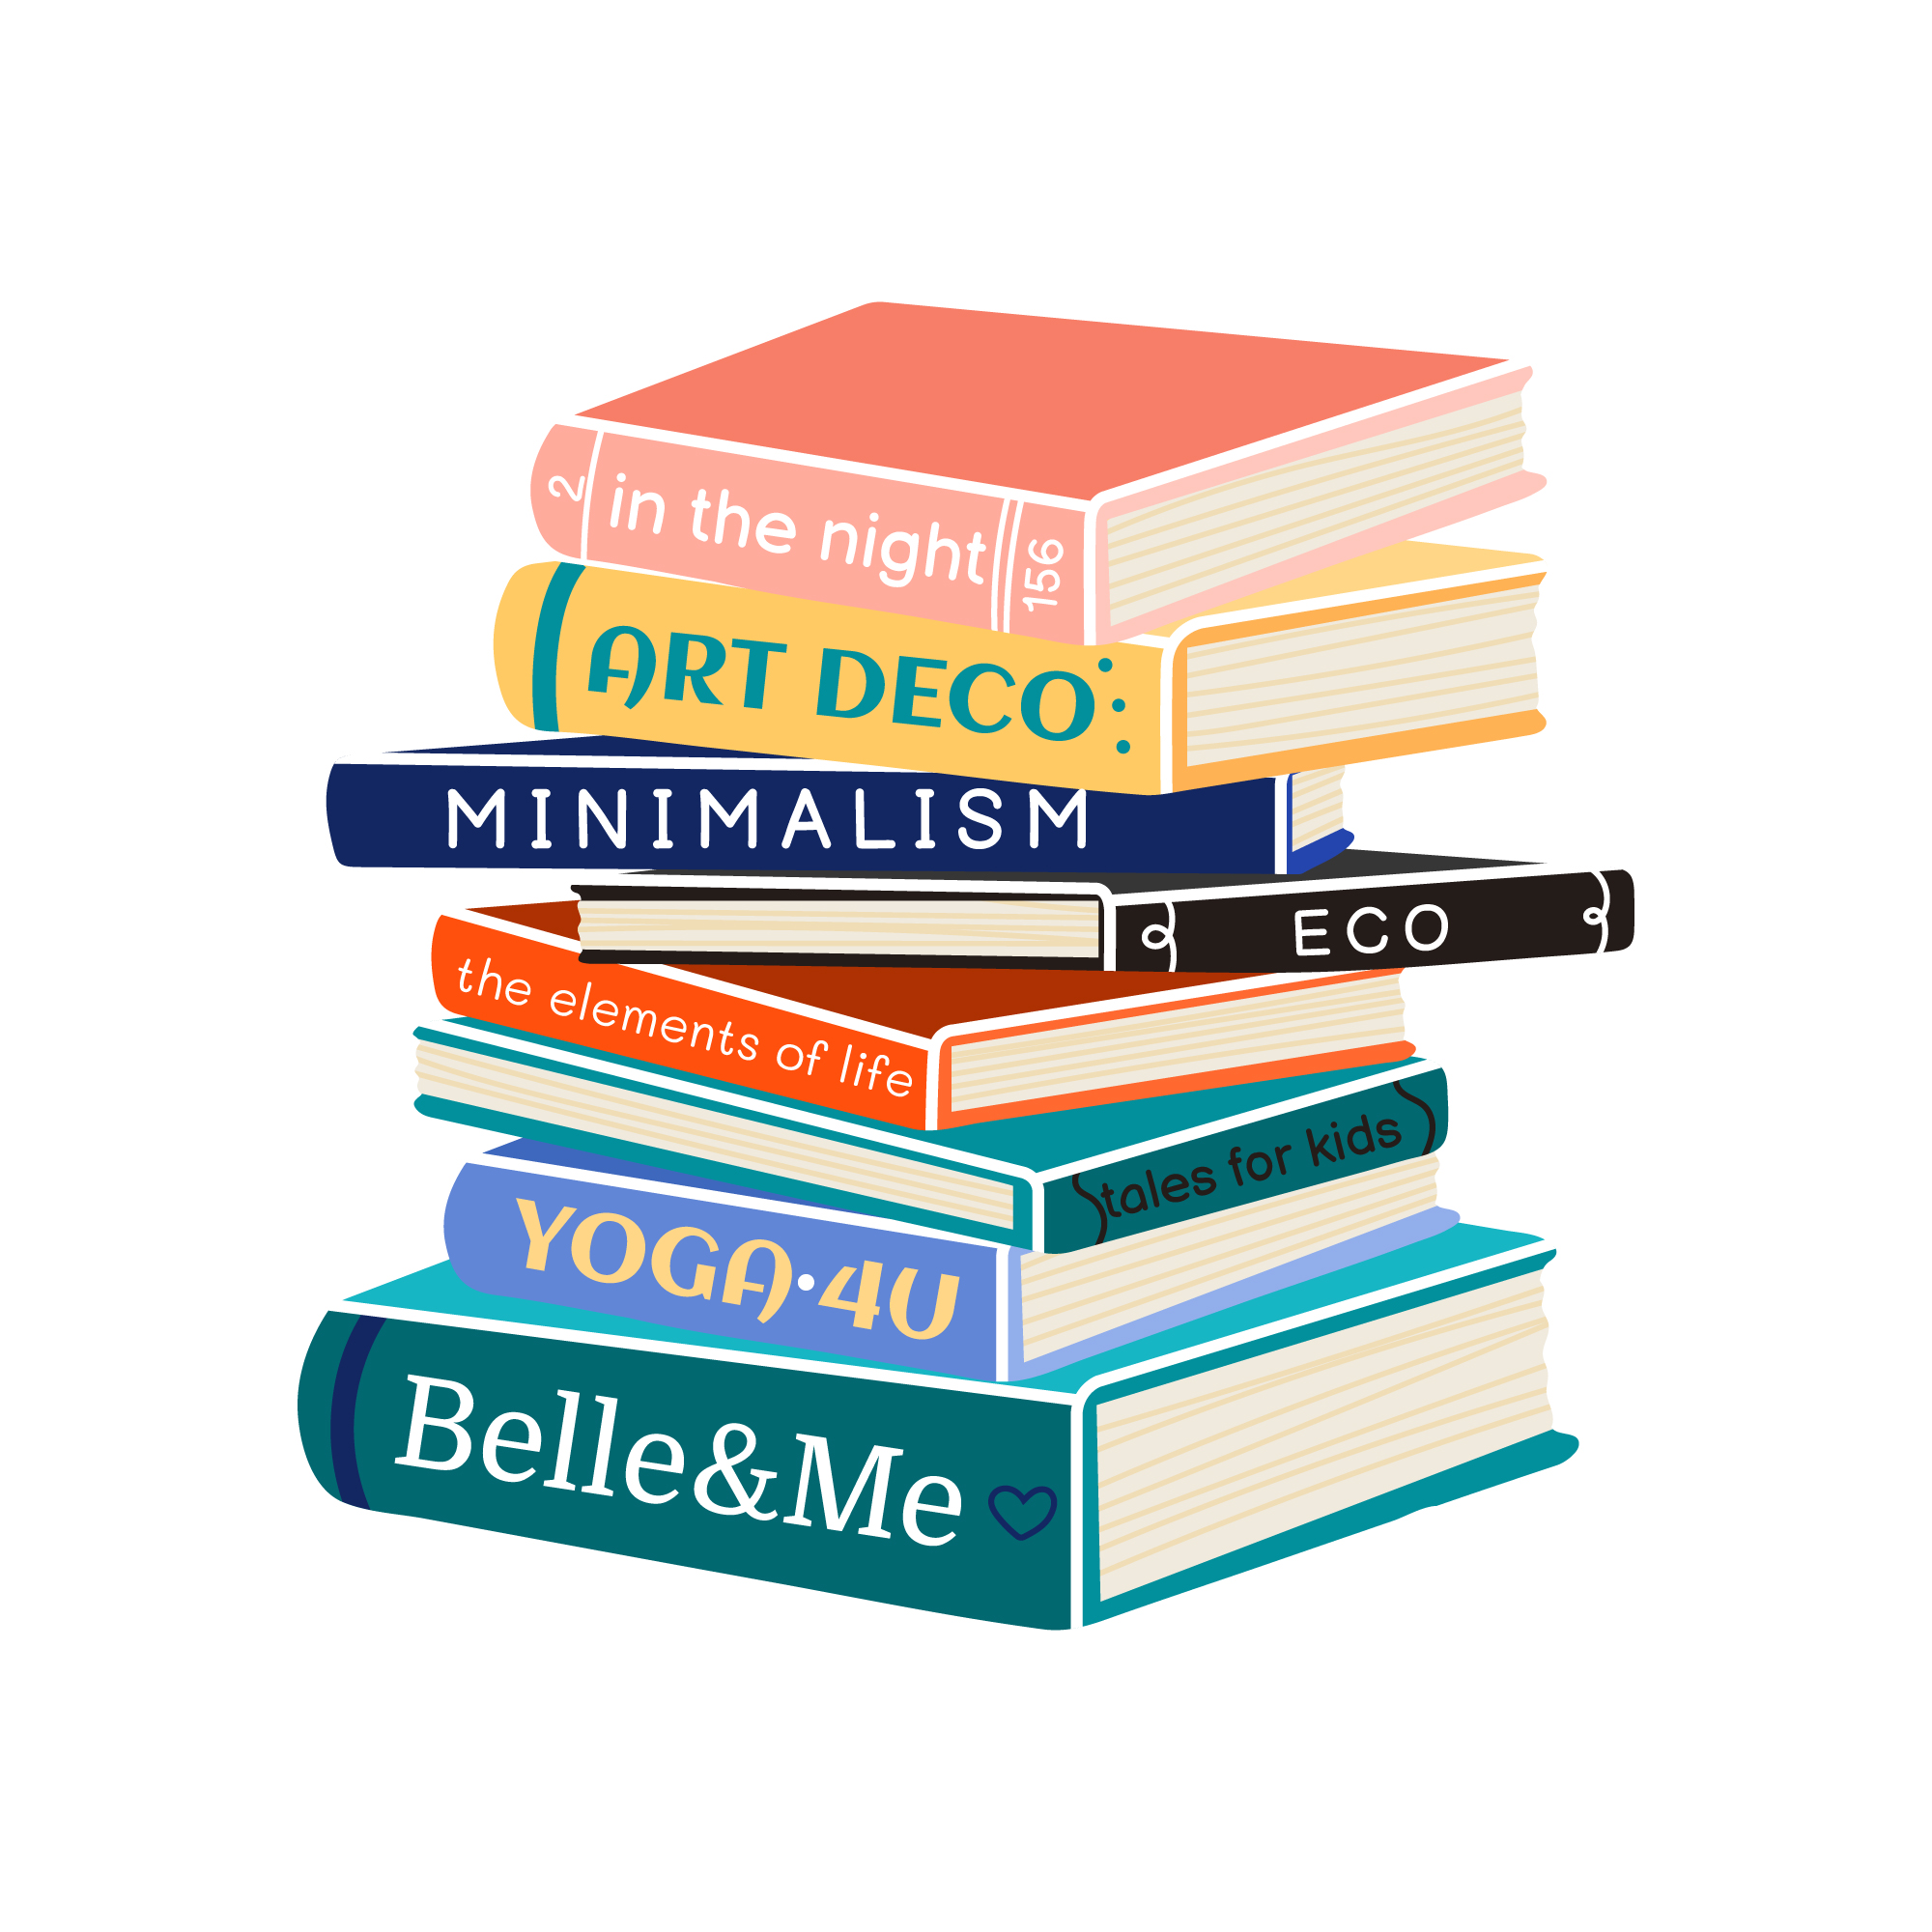 2 in the night 156
ART DECO
MINIMALISM
ECO
the elements of life
tales for kids
YOGA·4U
Belle&Me